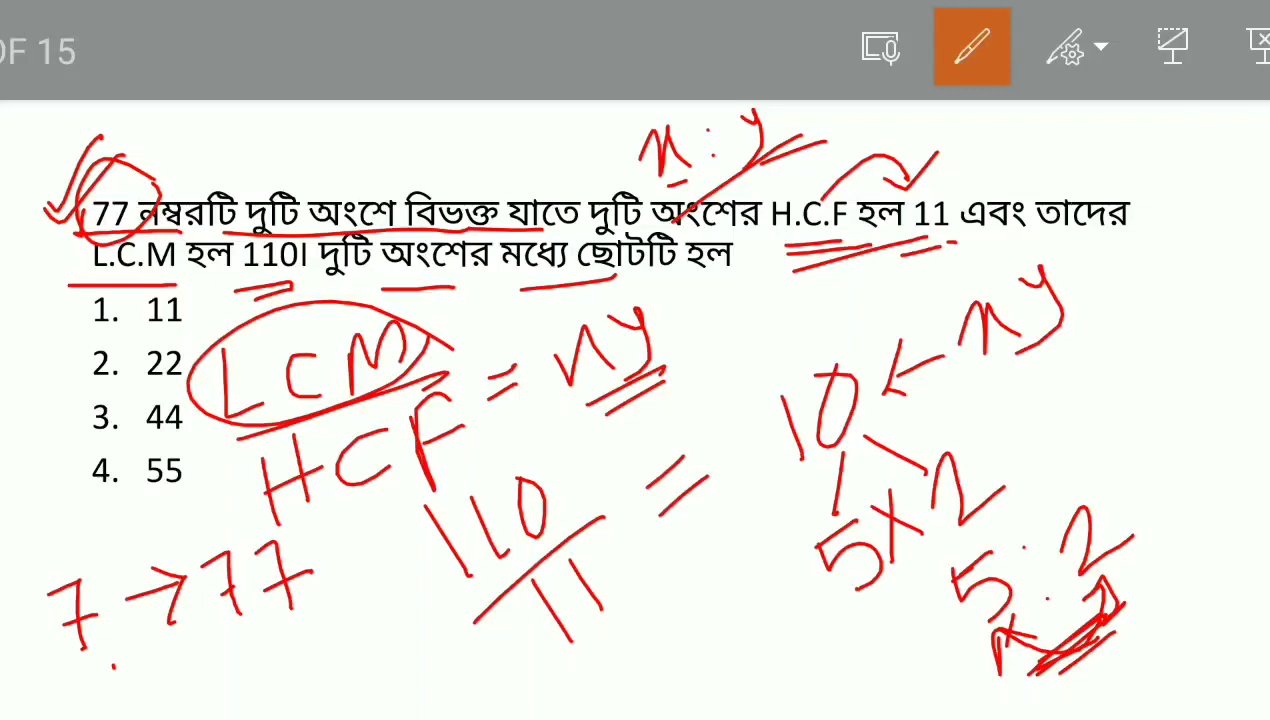 OF 15
x : y
77 নম্বরটি দুটি অংশে বিভক্ত যাতে দুটি অংশের H.C.F হল 11 এবং তাদের
L.C.M হল 110। দুটি অংশের মধ্যে ছোটটি হল
1. 11
2. 22
3. 44
4. 55
LCM
HCF = xy
110
11
=
10 ← xy
5 x 2
5 : 2
7 → 77